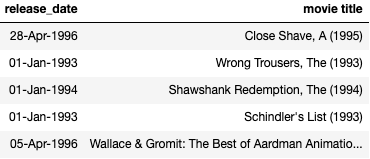 release_date movie title
28-Apr-1996 Close Shave, A (1995)
01-Jan-1993 Wrong Trousers, The (1993)
01-Jan-1994 Shawshank Redemption, The (1994)
01-Jan-1993 Schindler's List (1993)
05-Apr-1996 Wallace & Gromit: The Best of Aardman Animatio...